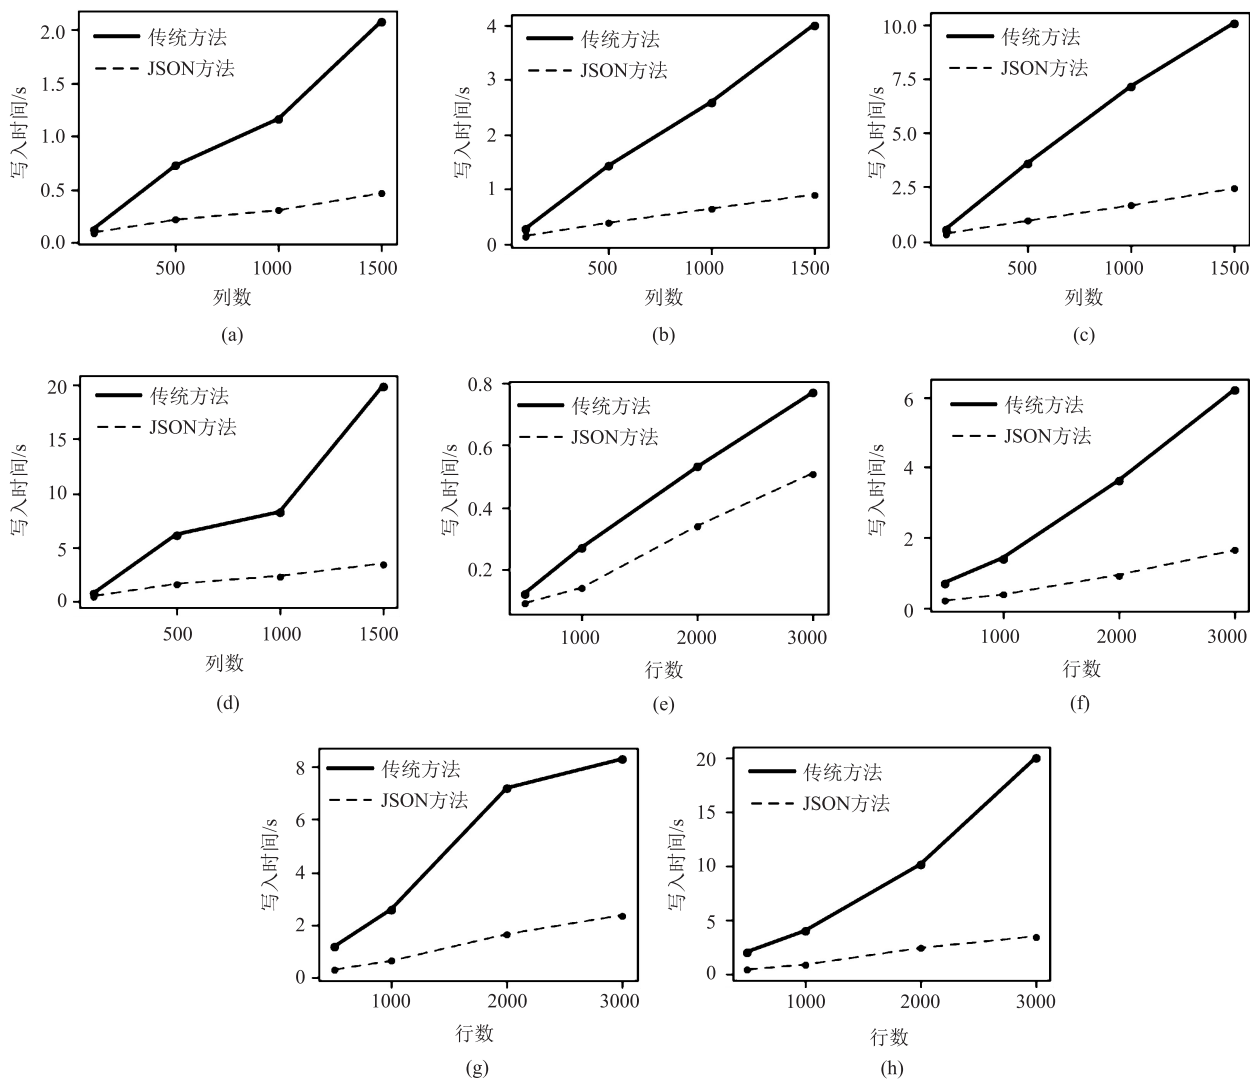 传统方法
JSON方法
写入时间/s
2.0
1.5
1.0
0.5
0.0
500
1000
1500
列数
(a)
传统方法
JSON方法
写入时间/s
4
3
2
1
0
500
1000
1500
列数
(b)
传统方法
JSON方法
写入时间/s
10.0
7.5
5.0
2.5
0.0
500
1000
1500
列数
(c)
传统方法
JSON方法
写入时间/s
20
15
10
5
0
500
1000
1500
列数
(d)
传统方法
JSON方法
写入时间/s
0.8
0.6
0.4
0.2
1000
2000
3000
行数
(e)
传统方法
JSON方法
写入时间/s
6
4
2
0
1000
2000
3000
行数
(f)
传统方法
JSON方法
写入时间/s
8
6
4
2
0
1000
2000
3000
行数
(g)
传统方法
JSON方法
写入时间/s
20
15
10
5
0
1000
2000
3000
行数
(h)